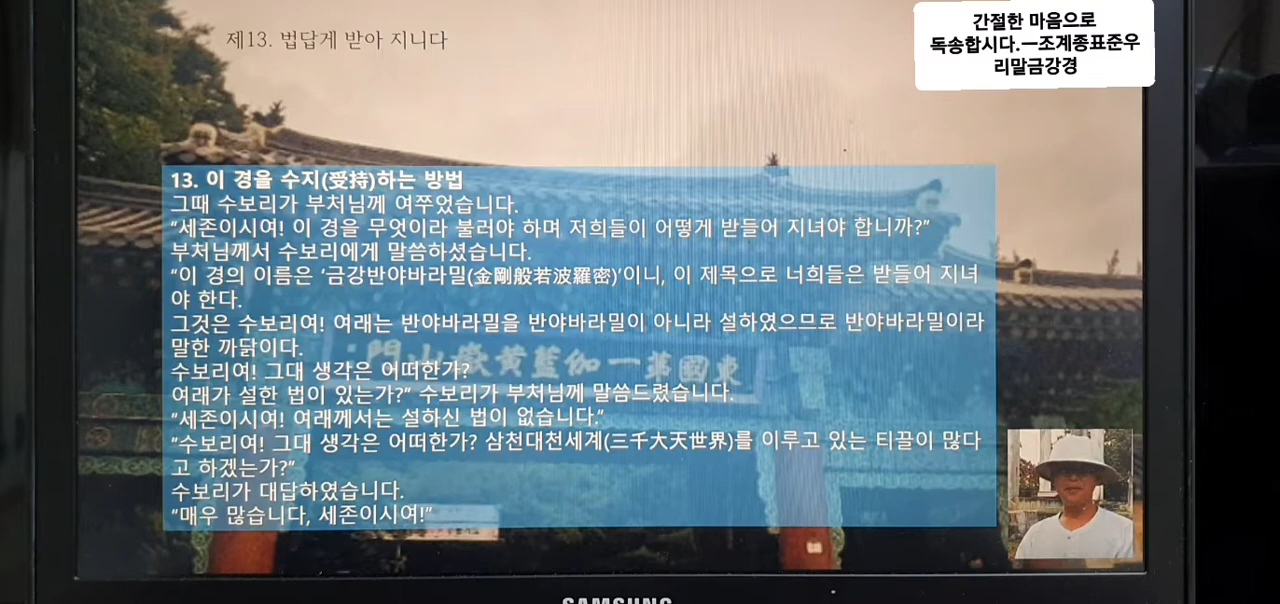 제13. 법답게 받아 지니다
간절한 마음으로
독송합시다.ㅡ조계종표준우
리말금강경
13. 이 경을 수지(受持)하는 방법
그때 수보리가 부처님께 여쭈었습니다.
“세존이시여! 이 경을 무엇이라 불러야 하며 저희들이 어떻게 받들어 지녀야 합니까?”
부처님께서 수보리에게 말씀하셨습니다.
“이 경의 이름은 ‘금강반야바라밀(金剛般若波羅密)’이니, 이 제목으로 너희들은 받들어 지녀
야 한다.
그것은 수보리여! 여래는 반야바라밀을 반야바라밀이 아니라 설하였으므로 반야바라밀이라
말한 까닭이다.
수보리여! 그대 생각은 어떠한가?
여래가 설한 법이 있는가?” 수보리가 부처님께 말씀드렸습니다.
“세존이시여! 여래께서는 설하신 법이 없습니다.”
“수보리여! 그대 생각은 어떠한가? 삼천대천세계(三千大天世界)를 이루고 있는 티끌이 많다
고 하겠는가?”
수보리가 대답하였습니다.
“매우 많습니다, 세존이시여!”
門山嶽黃藍伽一第國東
SAMSUNG